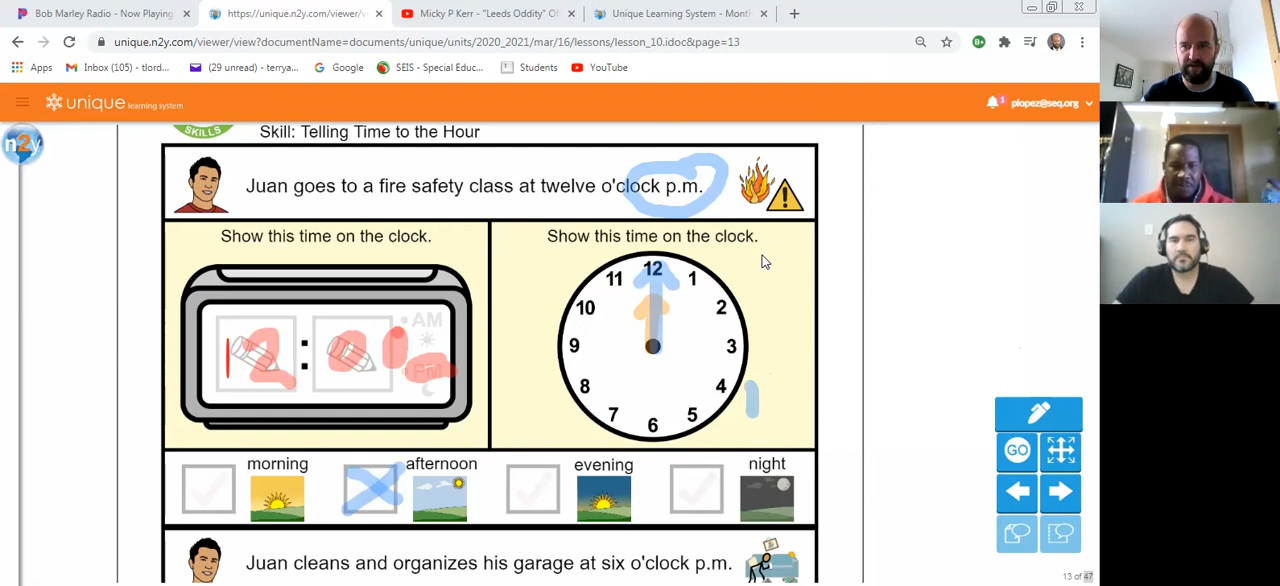 Bob Marley Radio - Now Playing
https://unique.n2y.com/viewer/v
Micky P Kerr - "Leeds Oddity" Of
Unique Learning System - Mont
unique.n2y.com/viewer/view?documentName=documents/unique/units/2020_2021/mar/16/lessons/lesson_10.idoc&page=13
Apps
Inbox (105) - tlord...
(29 unread) - terrya...
Google
SEIS - Special Educ...
Students
YouTube
unique learning system
1
plopez@seq.org
n2y
SKILLS
Skill: Telling Time to the Hour
Juan goes to a fire safety class at twelve o'clock p.m.
Show this time on the clock.
Show this time on the clock.
12 : 0
AM
PM
12
1
2
3
4
5
6
7
8
9
10
11
morning
afternoon
evening
night
GO
Juan cleans and organizes his garage at six o'clock p.m.
13 of 47